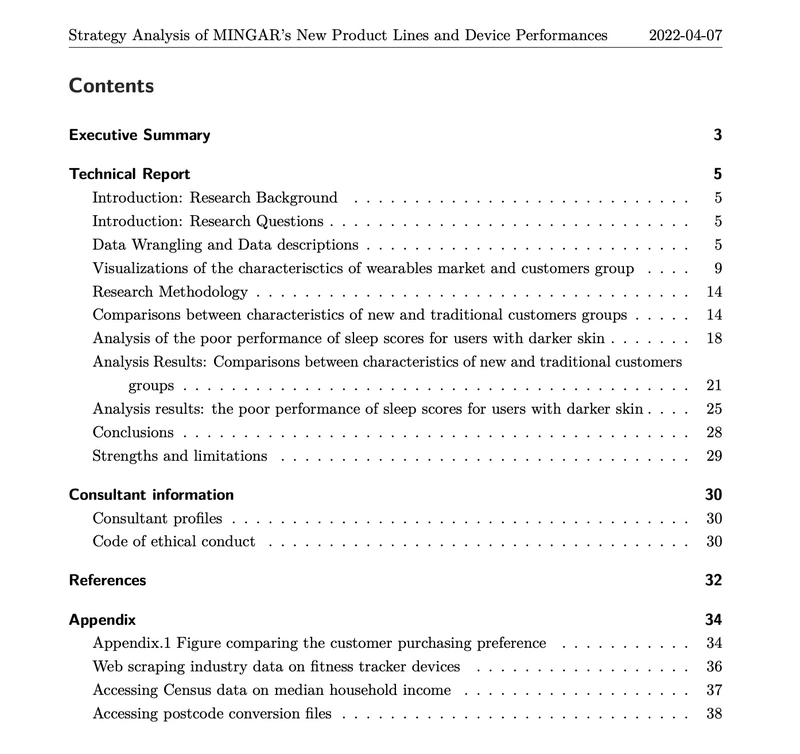 Strategy Analysis of MINGAR's New Product Lines and Device Performances 2022-04-07
Contents
Executive Summary 3
Technical Report 5
Introduction: Research Background . . . . . . . . . . . . . . . . . . . . . . . . . . . . 5
Introduction: Research Questions . . . . . . . . . . . . . . . . . . . . . . . . . . . . . . 5
Data Wrangling and Data descriptions . . . . . . . . . . . . . . . . . . . . . . . . . . . 5
Visualizations of the characterisctics of wearables market and customers group . . . . 9
Research Methodology . . . . . . . . . . . . . . . . . . . . . . . . . . . . . . . . . . . . 14
Comparisons between characteristics of new and traditional customers groups . . . . . 14
Analysis of the poor performance of sleep scores for users with darker skin . . . . . . . 18
Analysis Results: Comparisons between characteristics of new and traditional customers
groups . . . . . . . . . . . . . . . . . . . . . . . . . . . . . . . . . . . . . . . . . . 21
Analysis results: the poor performance of sleep scores for users with darker skin . . . . 25
Conclusions . . . . . . . . . . . . . . . . . . . . . . . . . . . . . . . . . . . . . . . . . . 28
Strengths and limitations . . . . . . . . . . . . . . . . . . . . . . . . . . . . . . . . . . 29
Consultant information 30
Consultant profiles . . . . . . . . . . . . . . . . . . . . . . . . . . . . . . . . . . . . . . 30
Code of ethical conduct . . . . . . . . . . . . . . . . . . . . . . . . . . . . . . . . . . . 30
References 32
Appendix 34
Appendix.1 Figure comparing the customer purchasing preference . . . . . . . . . . . 34
Web scraping industry data on fitness tracker devices . . . . . . . . . . . . . . . . . . 36
Accessing Census data on median household income . . . . . . . . . . . . . . . . . . . 37
Accessing postcode conversion files . . . . . . . . . . . . . . . . . . . . . . . . . . . . . 38